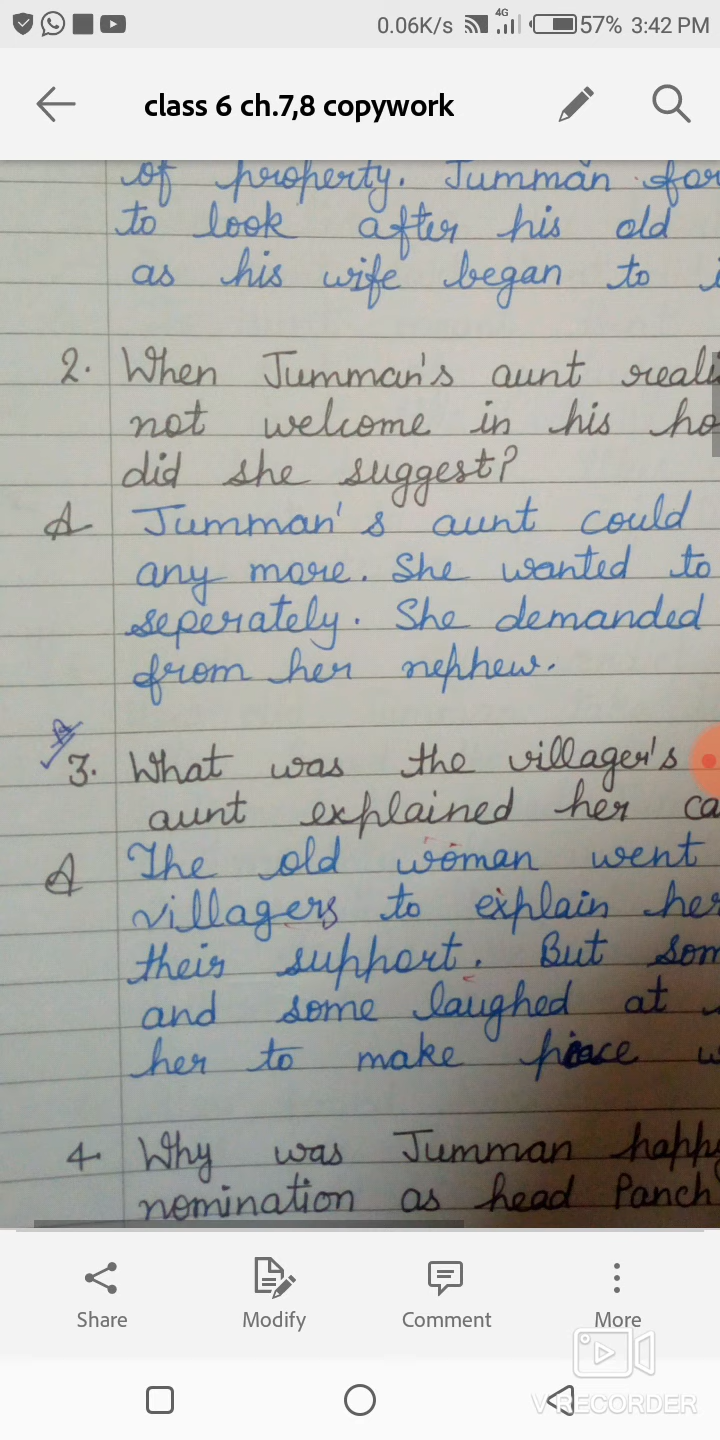 0.06K/s 4G 57% 3:42 PM
class 6 ch.7,8 copywork
of property. Jumman
to look after his old
as his wife began to
2. When Jumman's aunt
not welcome in his
did she suggest?
A Jumman's aunt could
any more. She wanted to
seperately. She demanded
from her nephew.
3. What was the villager's
aunt explained her
A The old woman went
villagers to explain her
their support. But
and some laughed at
her to make piace
4. Why was Jumman
nomination as head Panch
Share Modify Comment More
V RECORDER